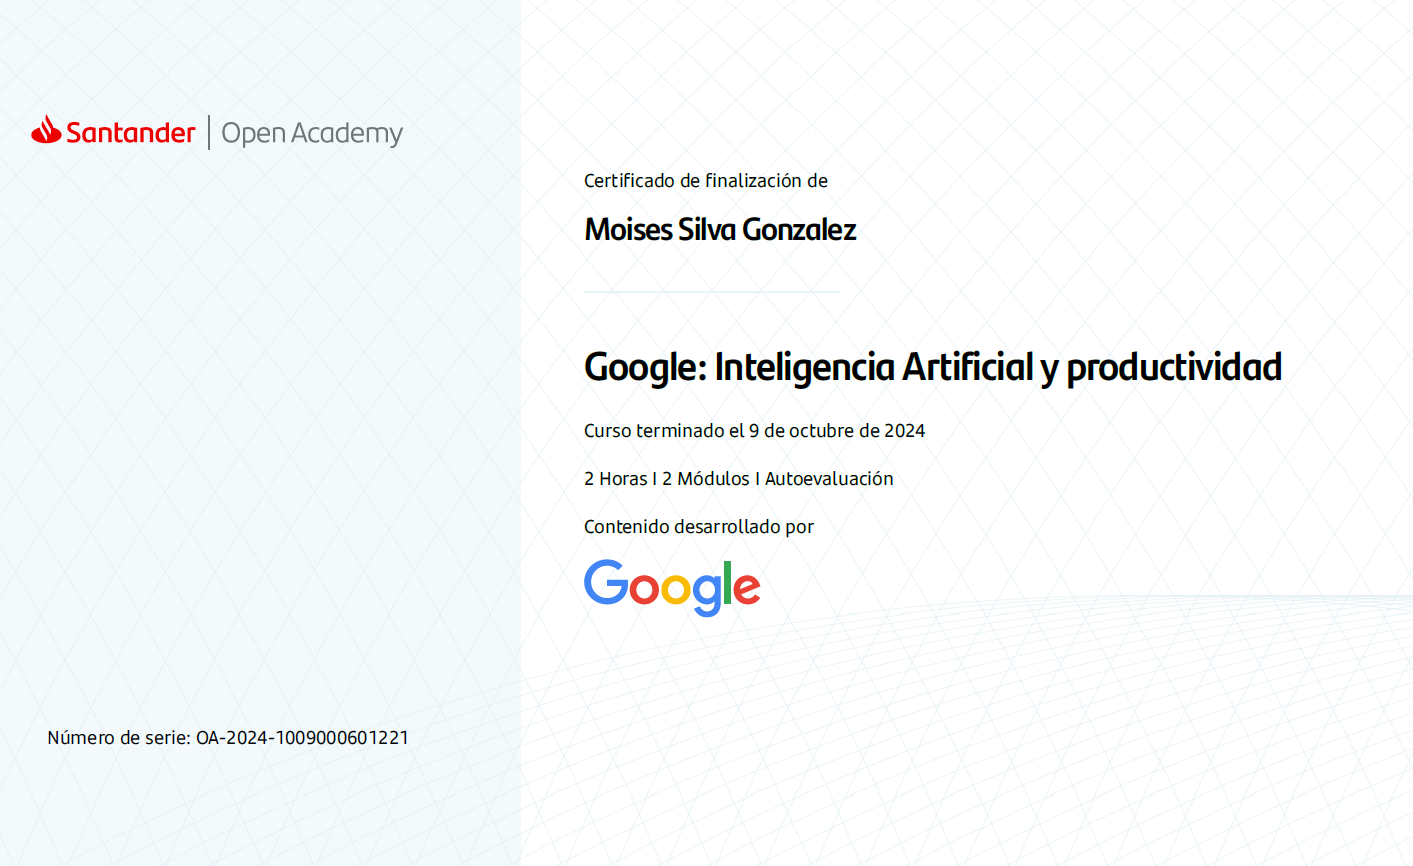 Santander | Open Academy
Certificado de finalización de
Moises Silva Gonzalez
Google: Inteligencia Artificial y productividad
Curso terminado el 9 de octubre de 2024
2 Horas I 2 Módulos I Autoevaluación
Contenido desarrollado por
Google
Número de serie: OA-2024-1009000601221